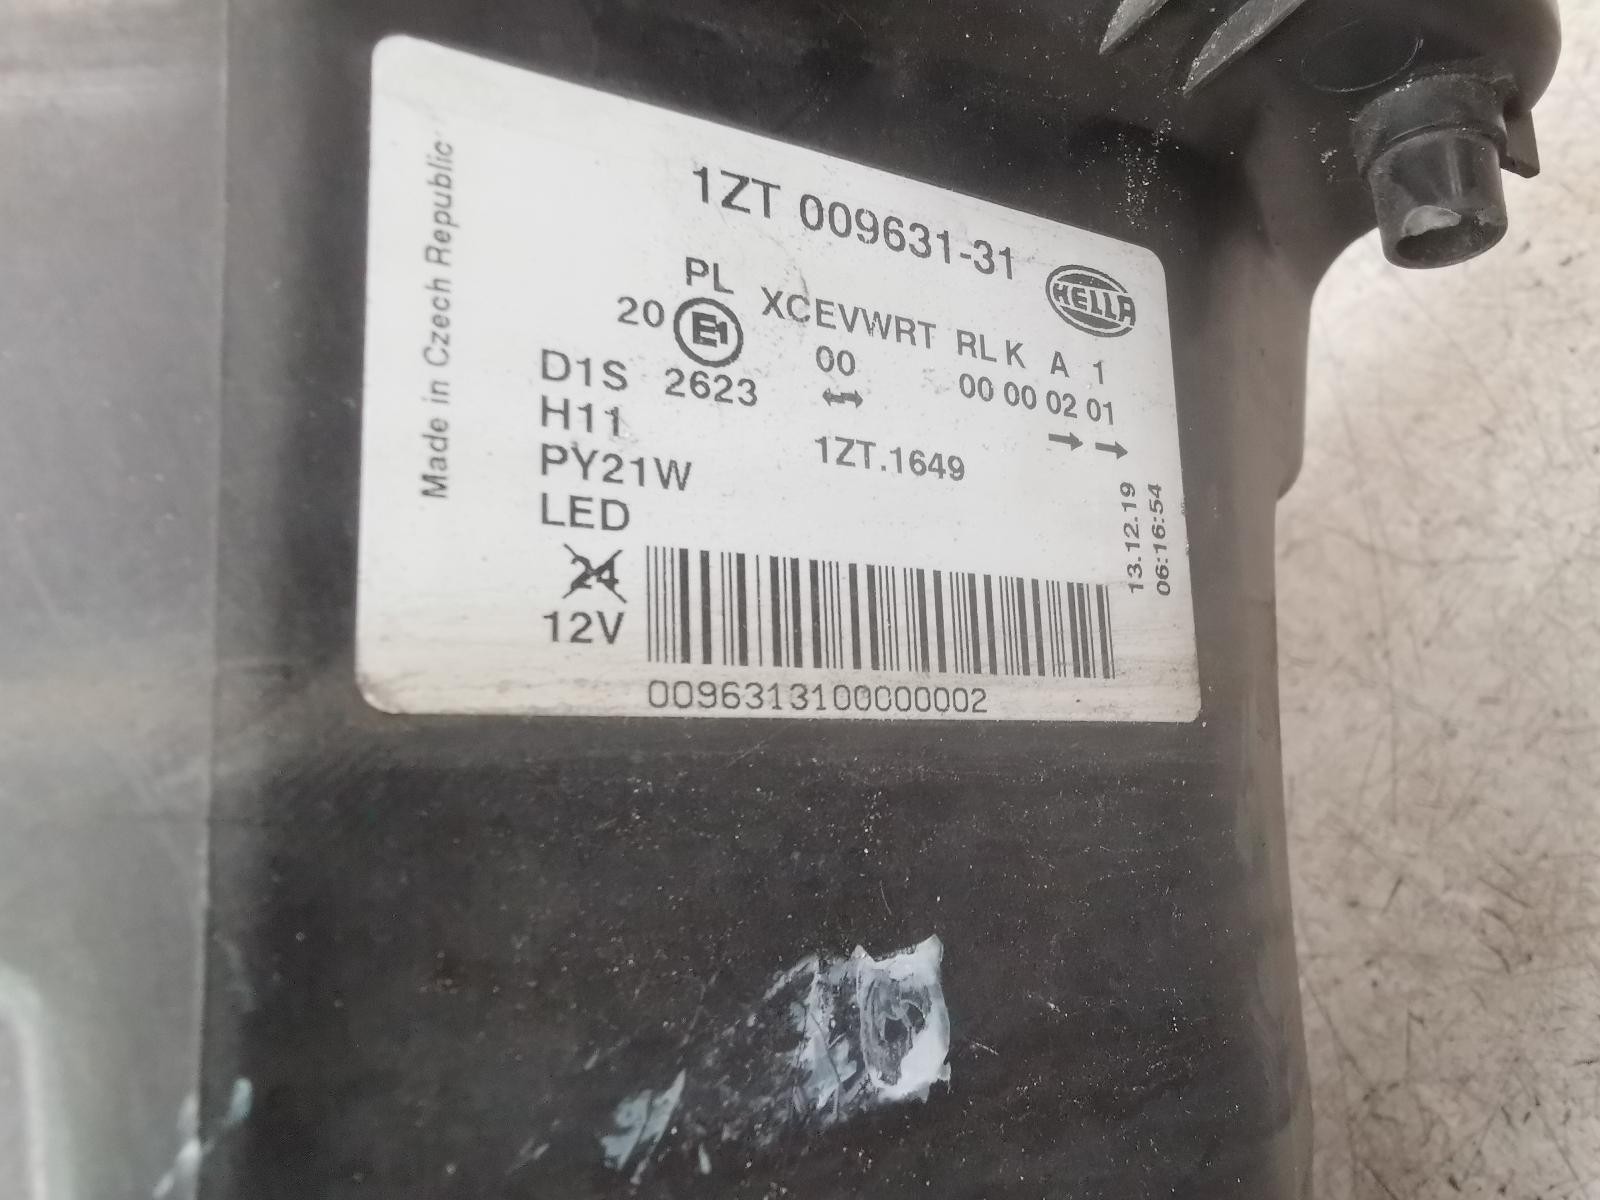 1ZT 009631-31
HELLA
PL XCEVWRT RL K A 1
20 E1 00 00 00 02 01
D1S 2623
H11
PY21W 1ZT.1649
LED
24
12V
13.12.19
06:16:54
0096313100000002
Made in Czech Republic